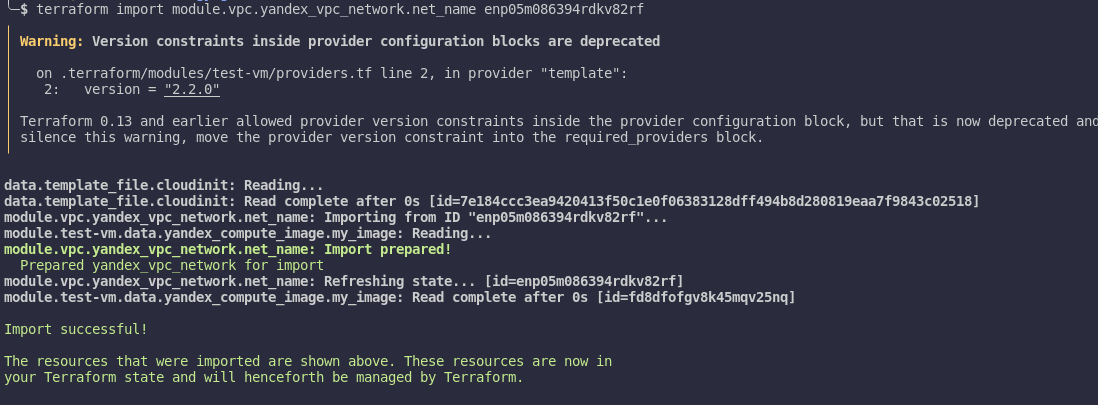 └─$ terraform import module.vpc.yandex_vpc_network.net_name enp05m086394rdkv82rf
Warning: Version constraints inside provider configuration blocks are deprecated
on .terraform/modules/test-vm/providers.tf line 2, in provider "template":
2: version = "2.2.0"
Terraform 0.13 and earlier allowed provider version constraints inside the provider configuration block, but that is now deprecated and
silence this warning, move the provider version constraint into the required_providers block.
data.template_file.cloudinit: Reading...
data.template_file.cloudinit: Read complete after 0s [id=7e184ccc3ea9420413f50c1e0f06383128dff494b8d280819eaa7f9843c02518]
module.vpc.yandex_vpc_network.net_name: Importing from ID "enp05m086394rdkv82rf"...
module.test-vm.data.yandex_compute_image.my_image: Reading...
module.vpc.yandex_vpc_network.net_name: Import prepared!
Prepared yandex_vpc_network for import
module.vpc.yandex_vpc_network.net_name: Refreshing state... [id=enp05m086394rdkv82rf]
module.test-vm.data.yandex_compute_image.my_image: Read complete after 0s [id=fd8dfofgv8k45mqv25nq]
Import successful!
The resources that were imported are shown above. These resources are now in
your Terraform state and will henceforth be managed by Terraform.